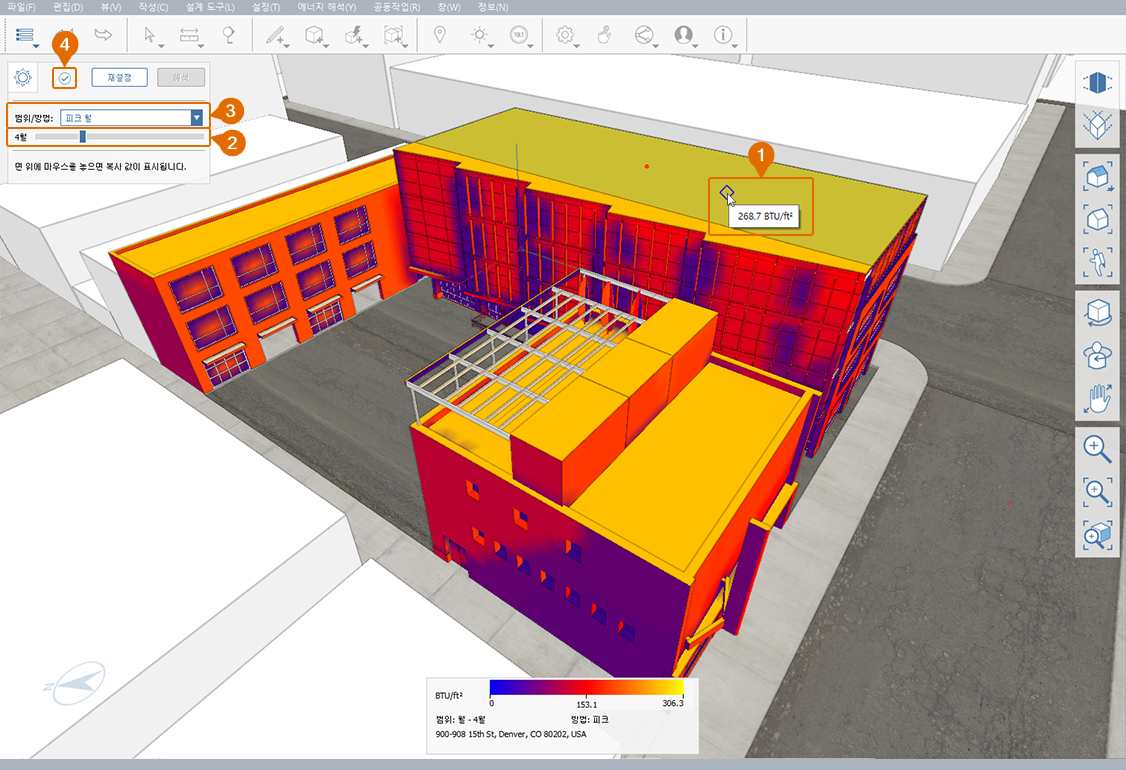 파일(F) 편집(D) 뷰(V) 작성(C) 설계 도구(L) 설정(T) 에너지 해석(Y) 공동작업(R) 창(W) 정보(N)
19.1
4
재설정 해석
범위/방법: 피크 월
3
4월
2
면 위에 마우스를 놓으면 복사 값이 표시됩니다.
1
268.7 BTU/ft²
N
BTU/ft²
0 153.1 306.3
범위: 월 - 4월 방법: 피크
900-908 15th St, Denver, CO 80202, USA